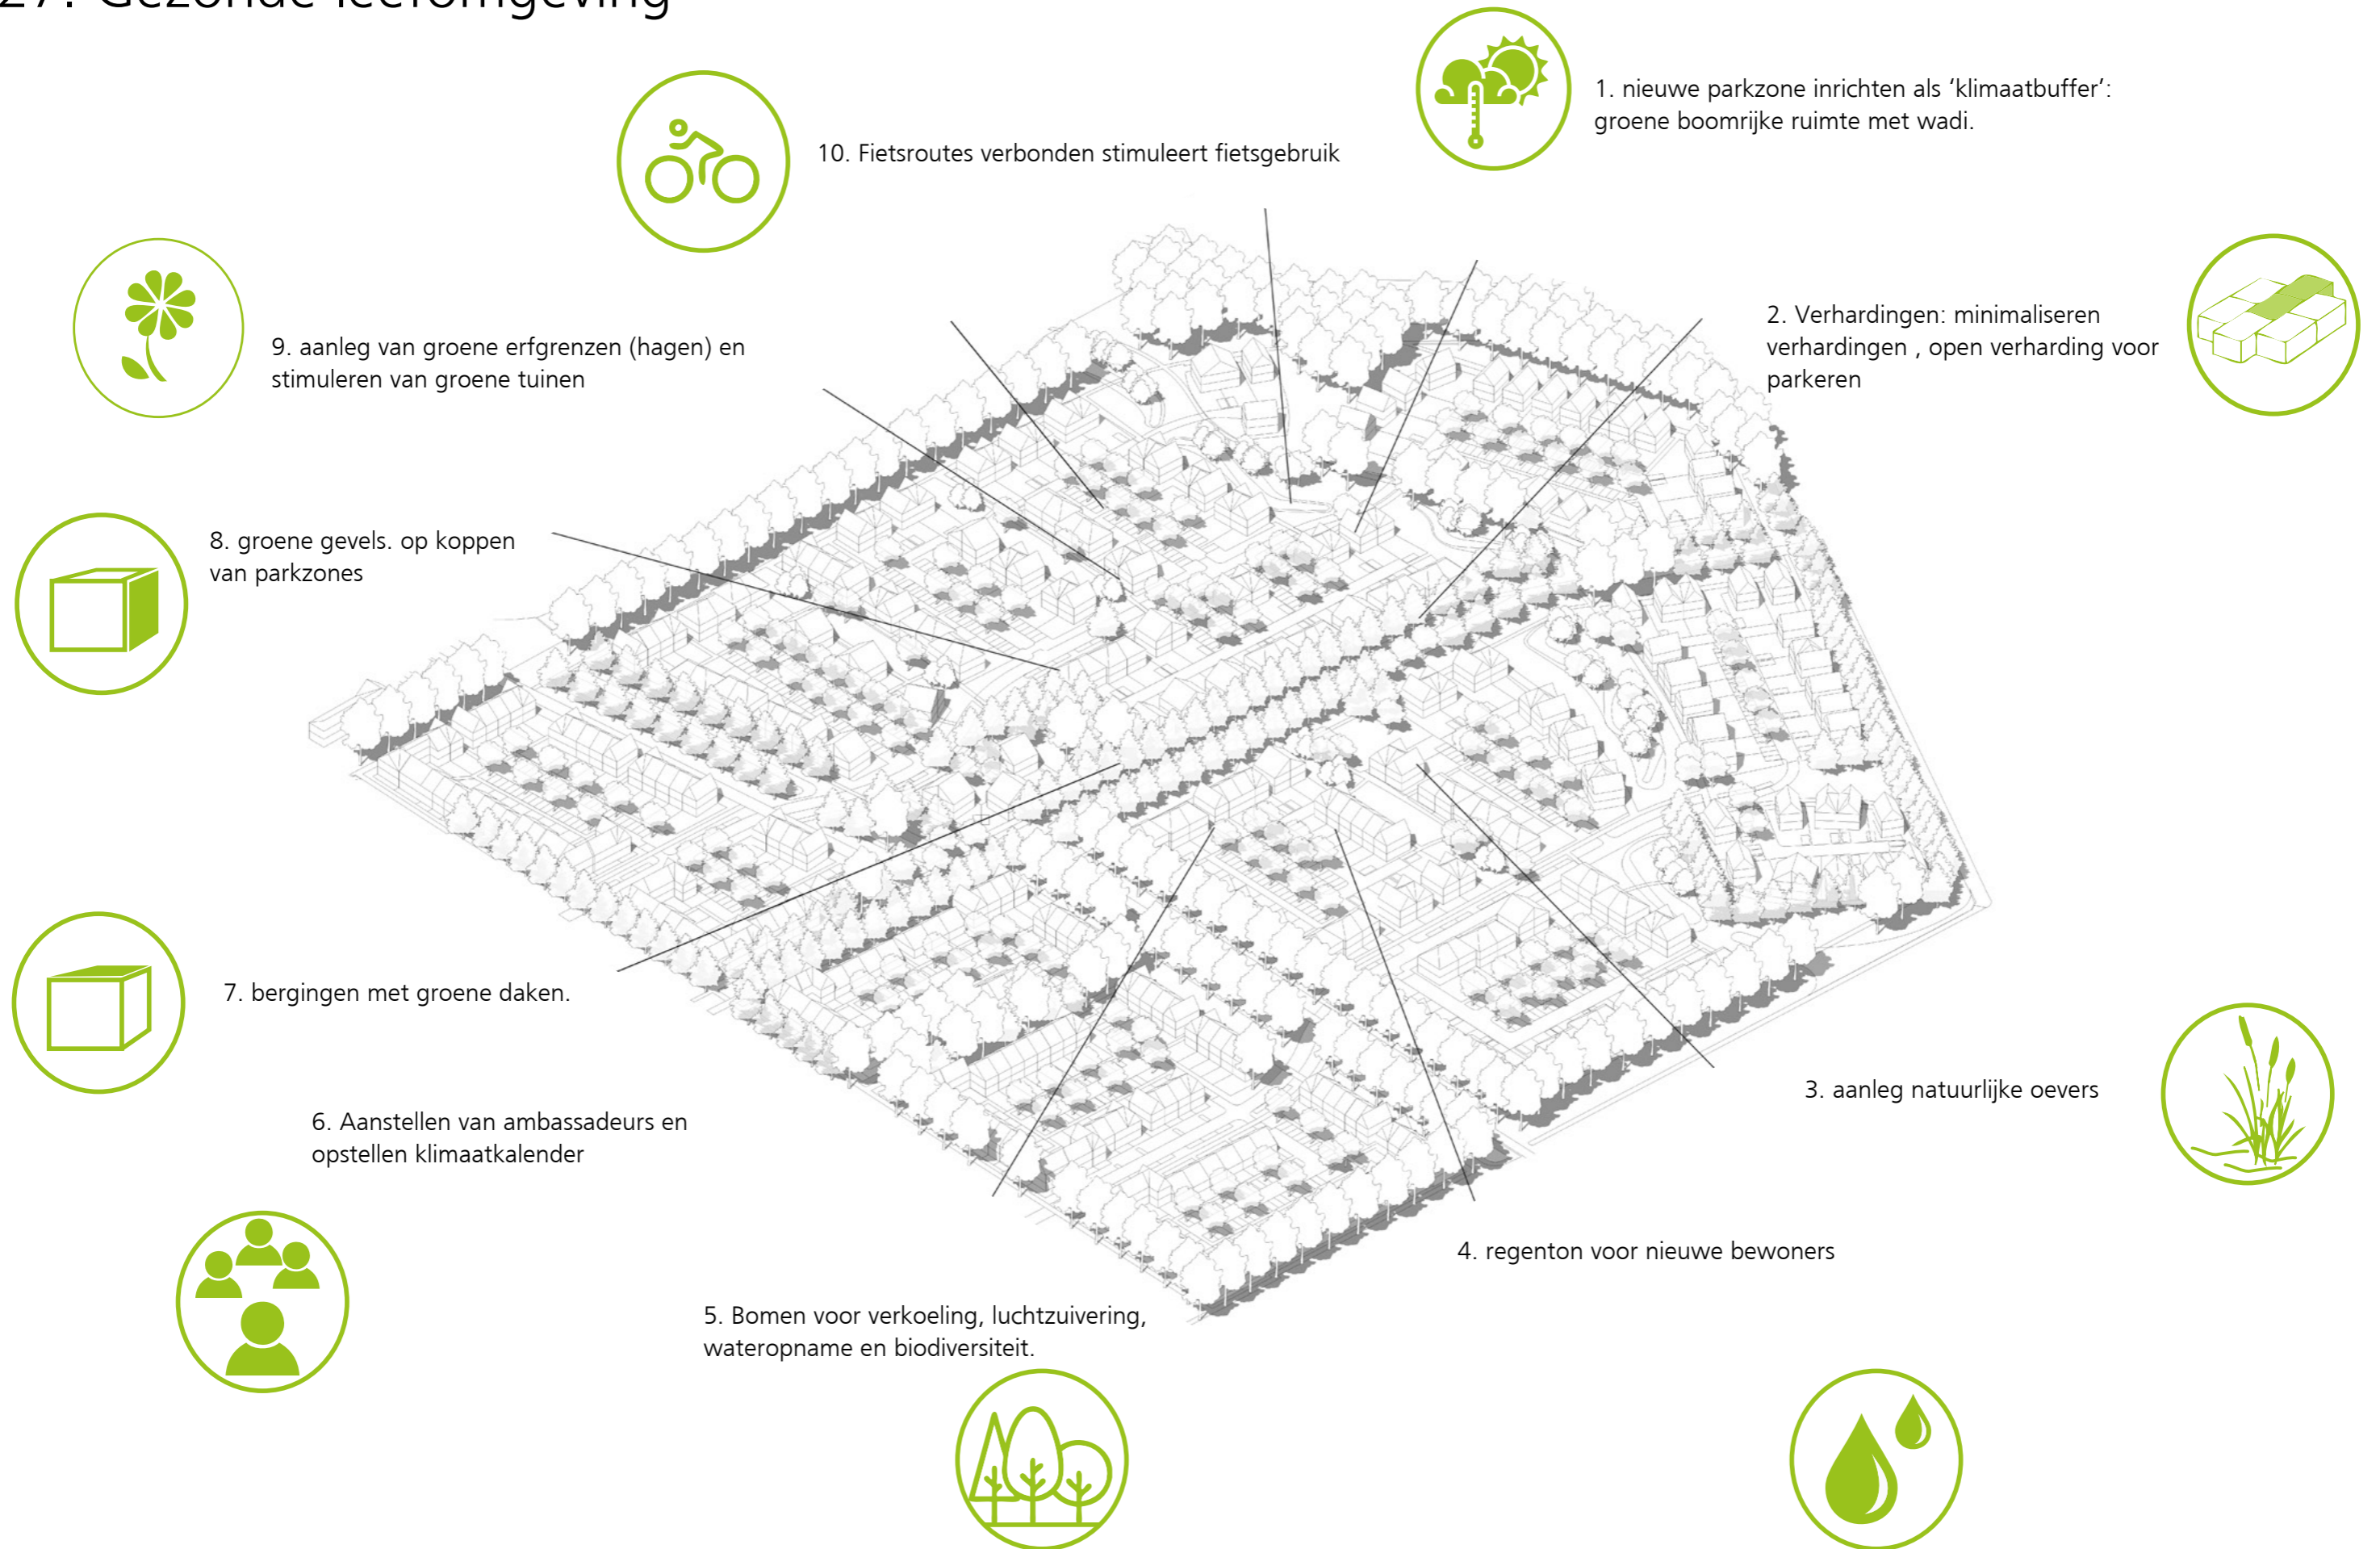 27. Gezonde leefomgeving
1. nieuwe parkzone inrichten als ‘klimaatbuffer’:
groene boomrijke ruimte met wadi.
10. Fietsroutes verbonden stimuleert fietsgebruik
2. Verhardingen: minimaliseren
verhardingen , open verharding voor
parkeren
9. aanleg van groene erfgrenzen (hagen) en
stimuleren van groene tuinen
8. groene gevels. op koppen
van parkzones
7. bergingen met groene daken.
3. aanleg natuurlijke oevers
6. Aanstellen van ambassadeurs en
opstellen klimaatkalender
4. regenton voor nieuwe bewoners
5. Bomen voor verkoeling, luchtzuivering,
wateropname en biodiversiteit.